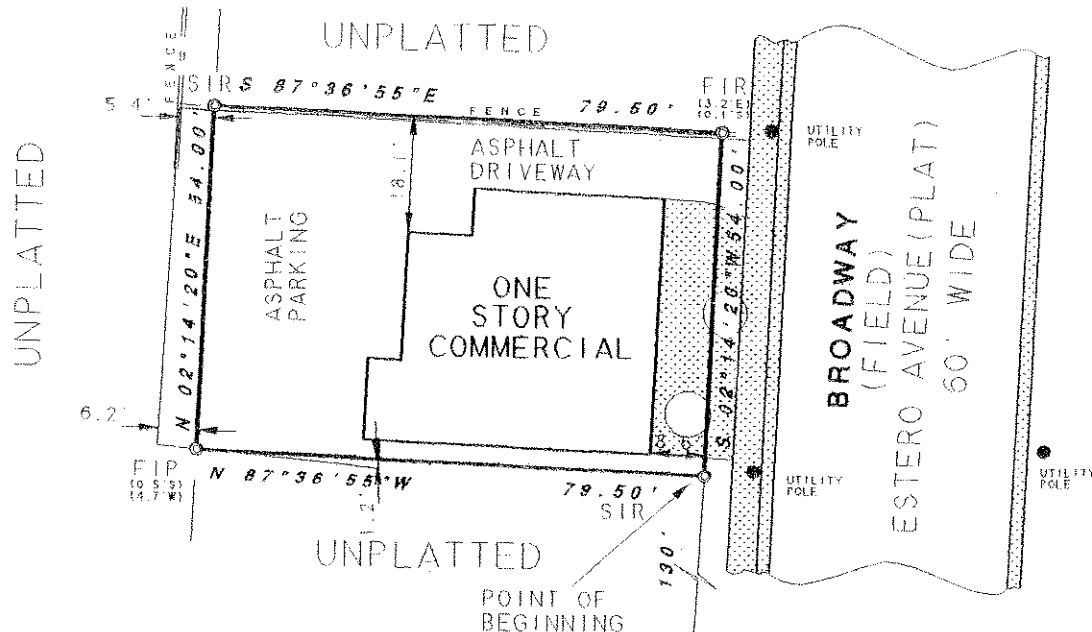 UNPLATTED
FENCE
SIR
S 87°36'55"E
FENCE
79.50'
FIR
(3.2'E)
(0.1'S)
5.4'
UTILITY
POLE
ASPHALT
DRIVEWAY
18.1'
UNPLATTED
N 02°14'20"E 54.00'
ASPHALT
PARKING
ONE
STORY
COMMERCIAL
S 02°14'20"W 54.00'
BROADWAY
(FIELD)
ESTERO AVENUE(PLAT)
60' WIDE
6.2'
8.6'
FIP
(0.5'S)
(4.7'W)
N 87°36'55"W
79.50'
SIR
UTILITY
POLE
UTILITY
POLE
UNPLATTED
130'
POINT OF
BEGINNING